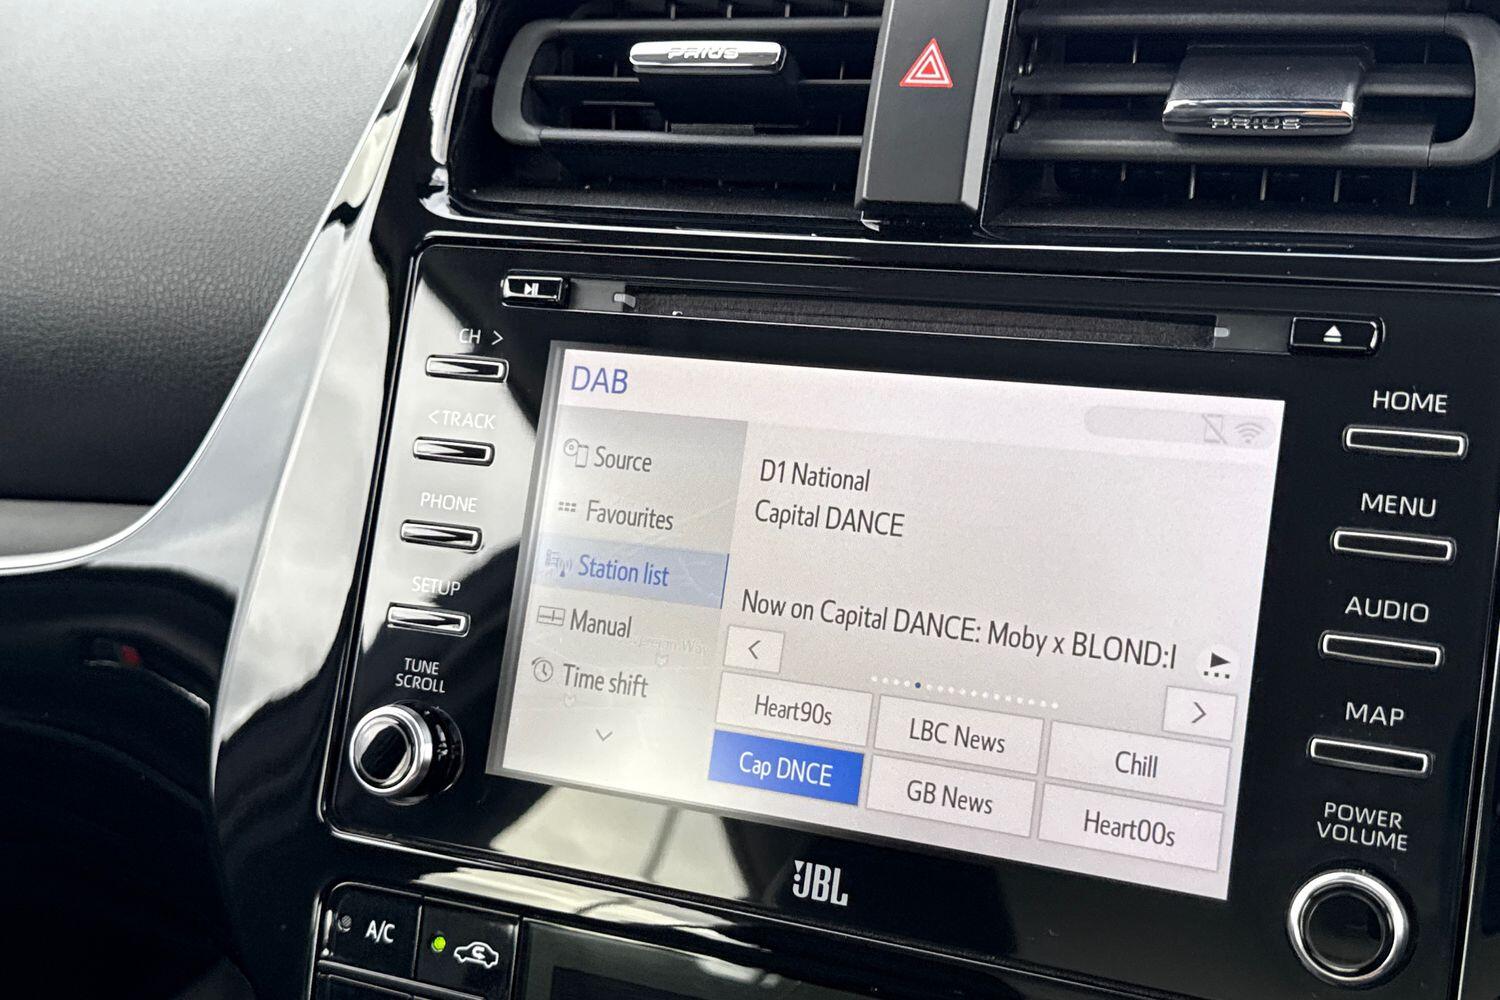 PRIUS
PRIUS
CH >
< TRACK
PHONE
SETUP
TUNE
SCROLL
DAB
Source
Favourites
Station list
Manual
Time shift
D1 National
Capital DANCE
Now on Capital DANCE: Moby x BLOND:I
Heart90s
LBC News
Chill
Cap DNCE
GB News
Heart00s
JBL
HOME
MENU
AUDIO
MAP
POWER
VOLUME
A/C